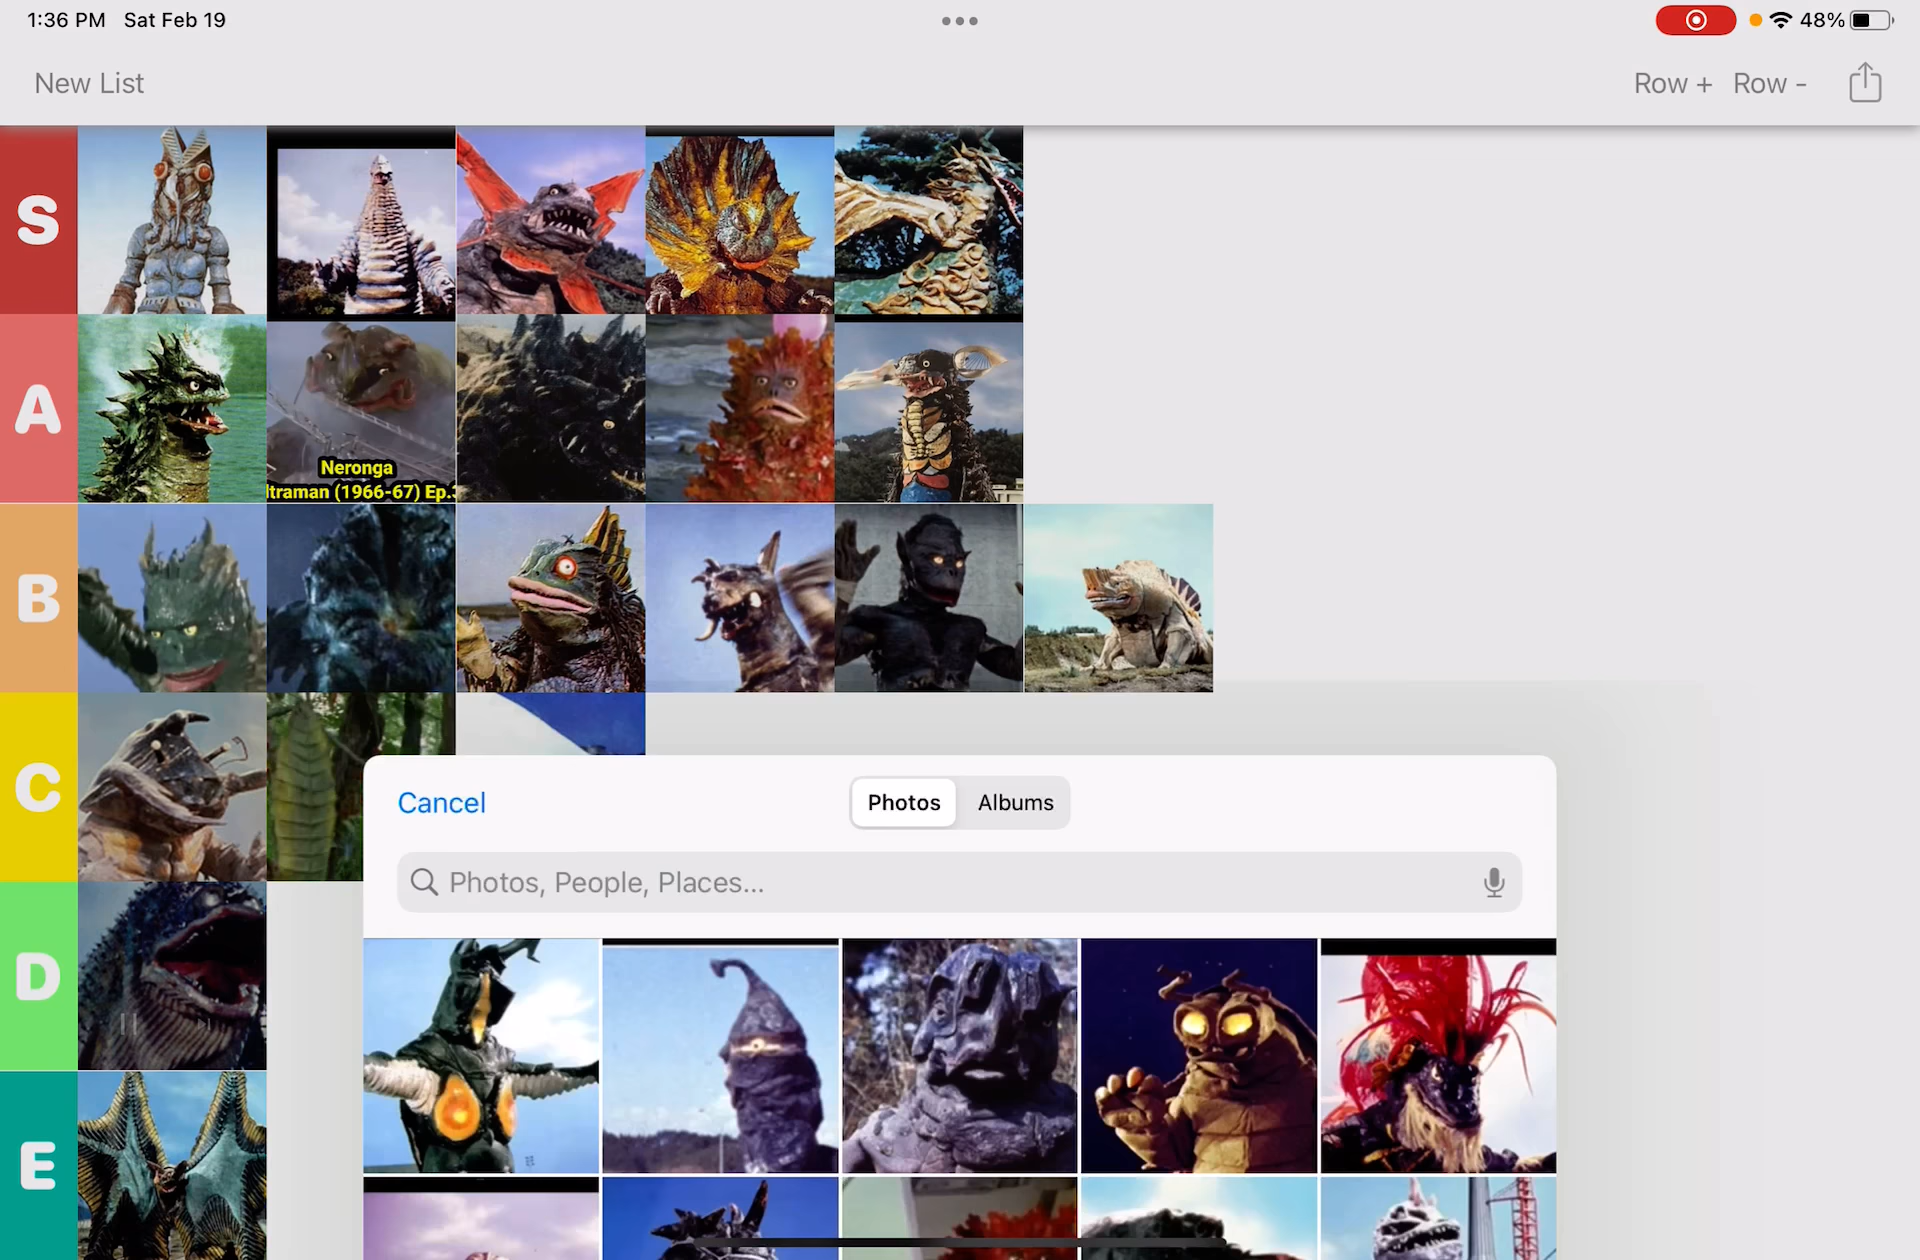 1:36 PM Sat Feb 19
48%
New List
Row + Row -
S
A
Neronga
ltraman (1966-67) Ep.3
B
C
Cancel
Photos
Albums
Photos, People, Places...
D
E